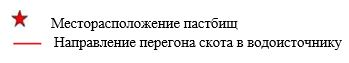 Месторасположение пастбищ
Направление перегона скота в водоисточнику